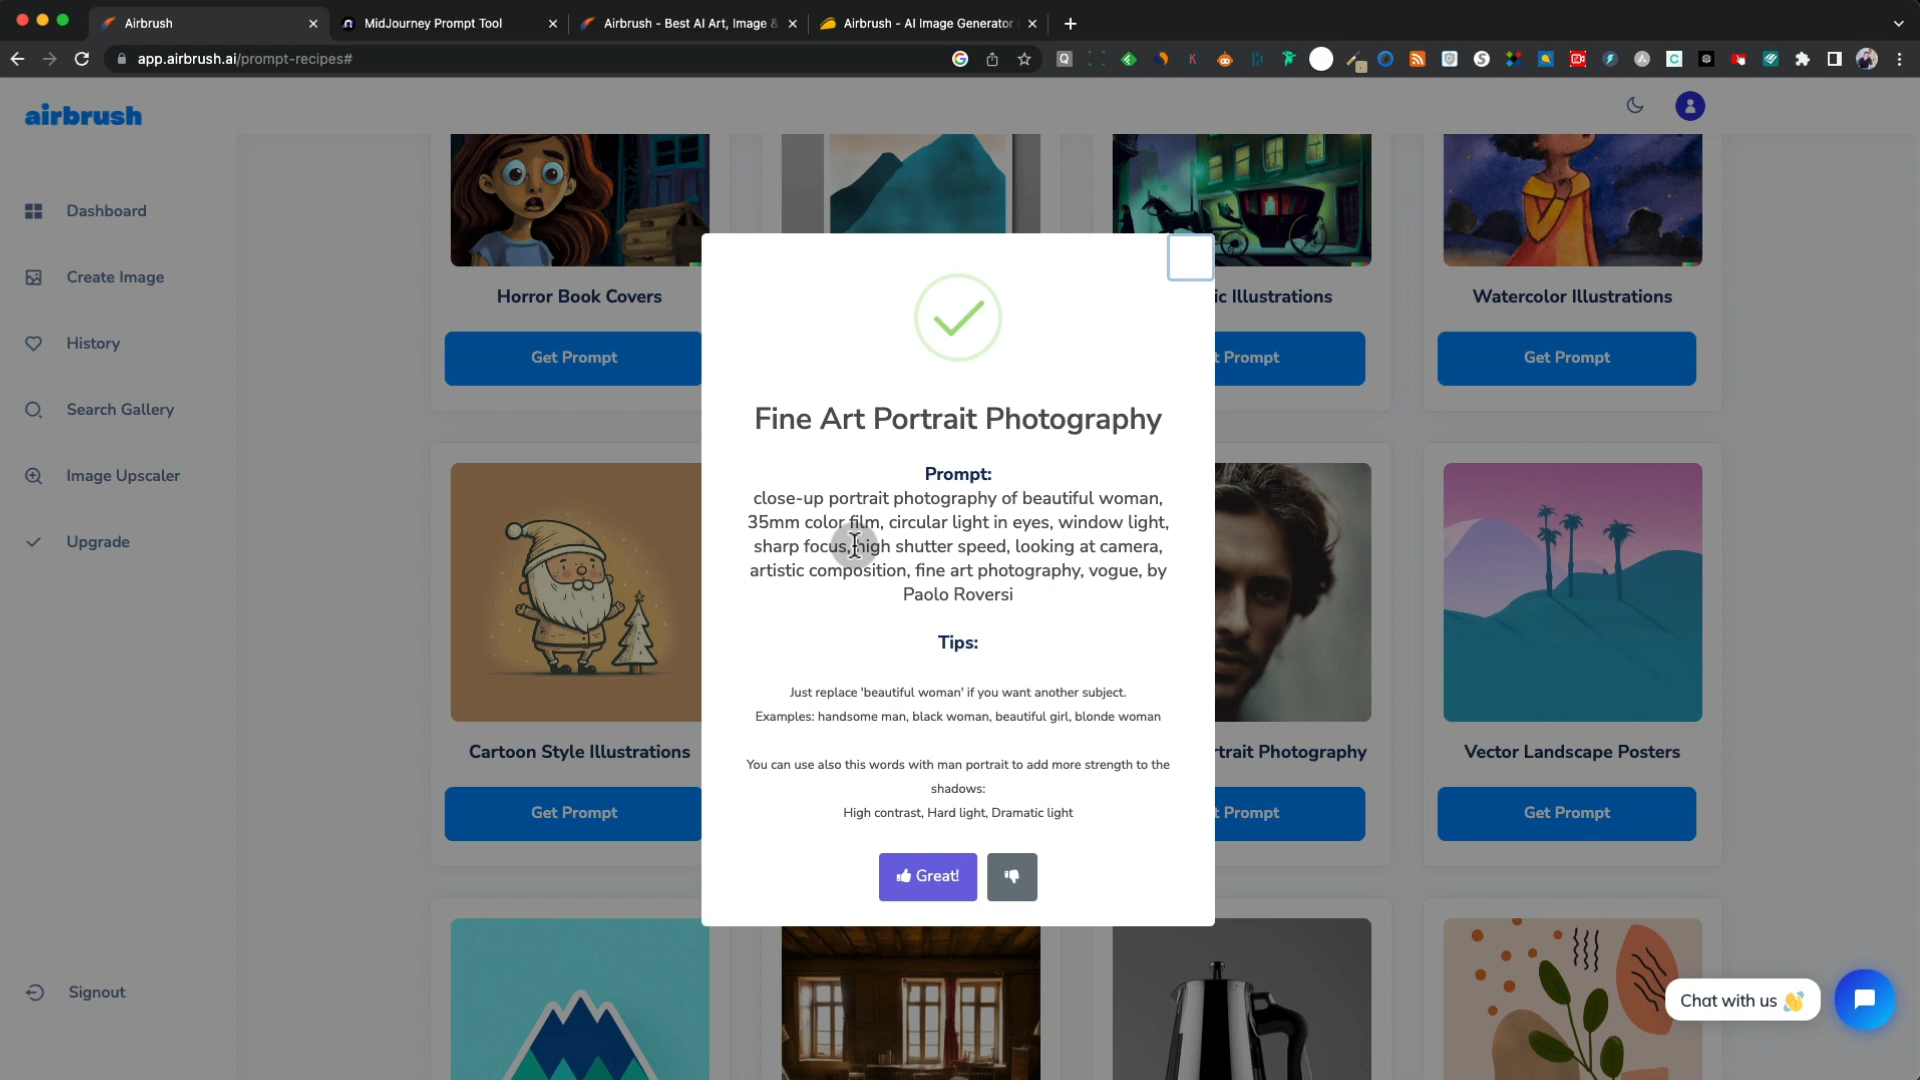 Airbrush
MidJourney Prompt Tool
Airbrush - Best AI Art, Image &
Airbrush - AI Image Generator
app.airbrush.ai/prompt-recipes#
airbrush
Dashboard
Create Image
History
Search Gallery
Image Upscaler
Upgrade
Signout
Horror Book Covers
ic Illustrations
Watercolor Illustrations
Get Prompt
t Prompt
Get Prompt
Fine Art Portrait Photography
Prompt:
close-up portrait photography of beautiful woman,
35mm color film, circular light in eyes, window light,
sharp focus, high shutter speed, looking at camera,
artistic composition, fine art photography, vogue, by
Paolo Roversi
Tips:
Just replace 'beautiful woman' if you want another subject.
Examples: handsome man, black woman, beautiful girl, blonde woman
You can use also this words with man portrait to add more strength to the
shadows:
High contrast, Hard light, Dramatic light
Great!
Cartoon Style Illustrations
rtrait Photography
Vector Landscape Posters
Get Prompt
t Prompt
Get Prompt
Chat with us 👋